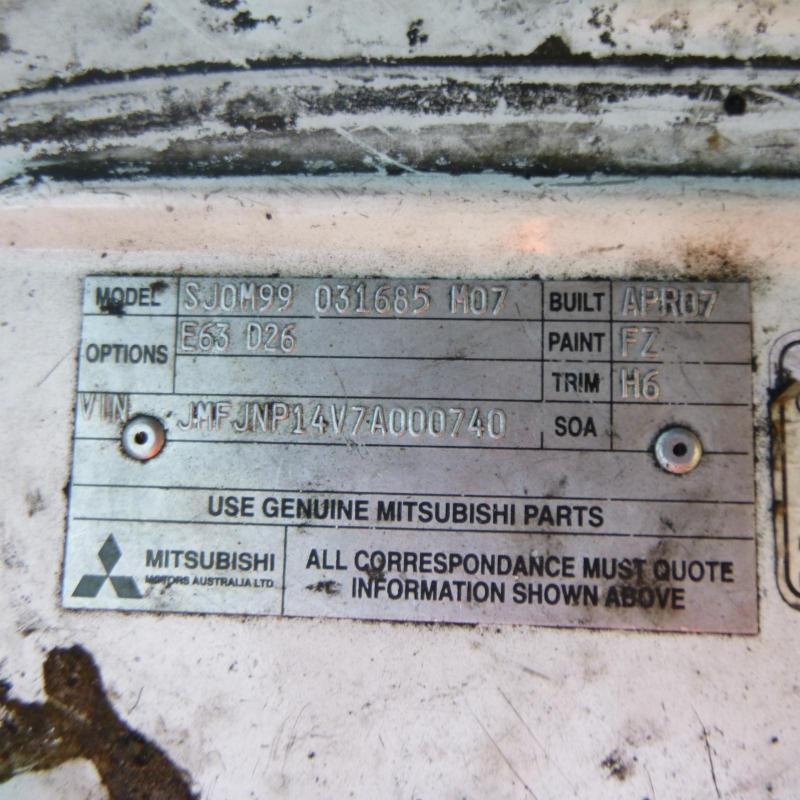 MODEL SJ0M99 031685 M07 BUILT APR07
OPTIONS E63 D26 PAINT FZ
TRIM H6
VIN JMFJNP14V7A000740 SOA
USE GENUINE MITSUBISHI PARTS
MITSUBISHI
MOTORS AUSTRALIA LTD
ALL CORRESPONDANCE MUST QUOTE
INFORMATION SHOWN ABOVE